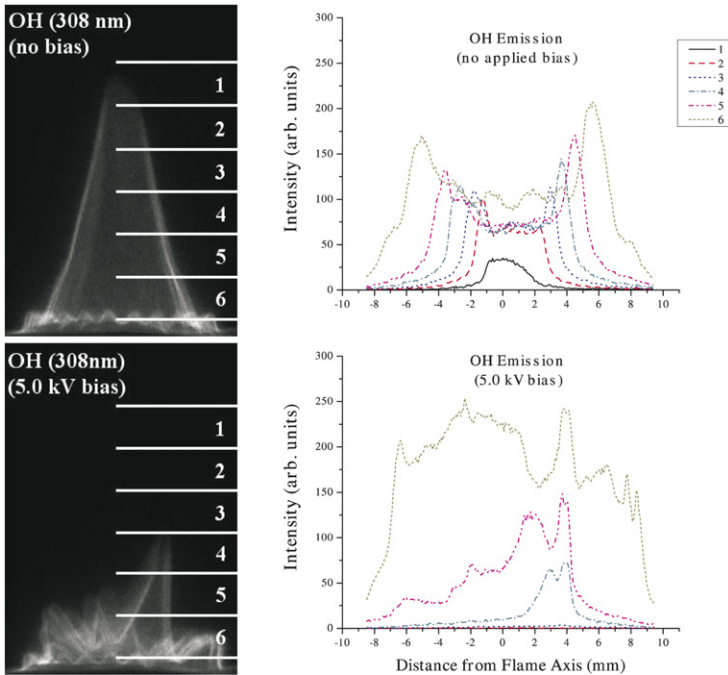 OH (308 nm)
(no bias)
1
2
3
4
5
6
OH Emission
(no applied bias)
Intensity (arb. units)
300
250
200
150
100
50
0
-10 -8 -6 -4 -2 0 2 4 6 8 10
1
2
3
4
5
6
OH (308nm)
(5.0 kV bias)
1
2
3
4
5
6
OH Emission
(5.0 kV bias)
Intensity (arb. units)
300
250
200
150
100
50
0
-10 -8 -6 -4 -2 0 2 4 6 8 10
Distance from Flame Axis (mm)